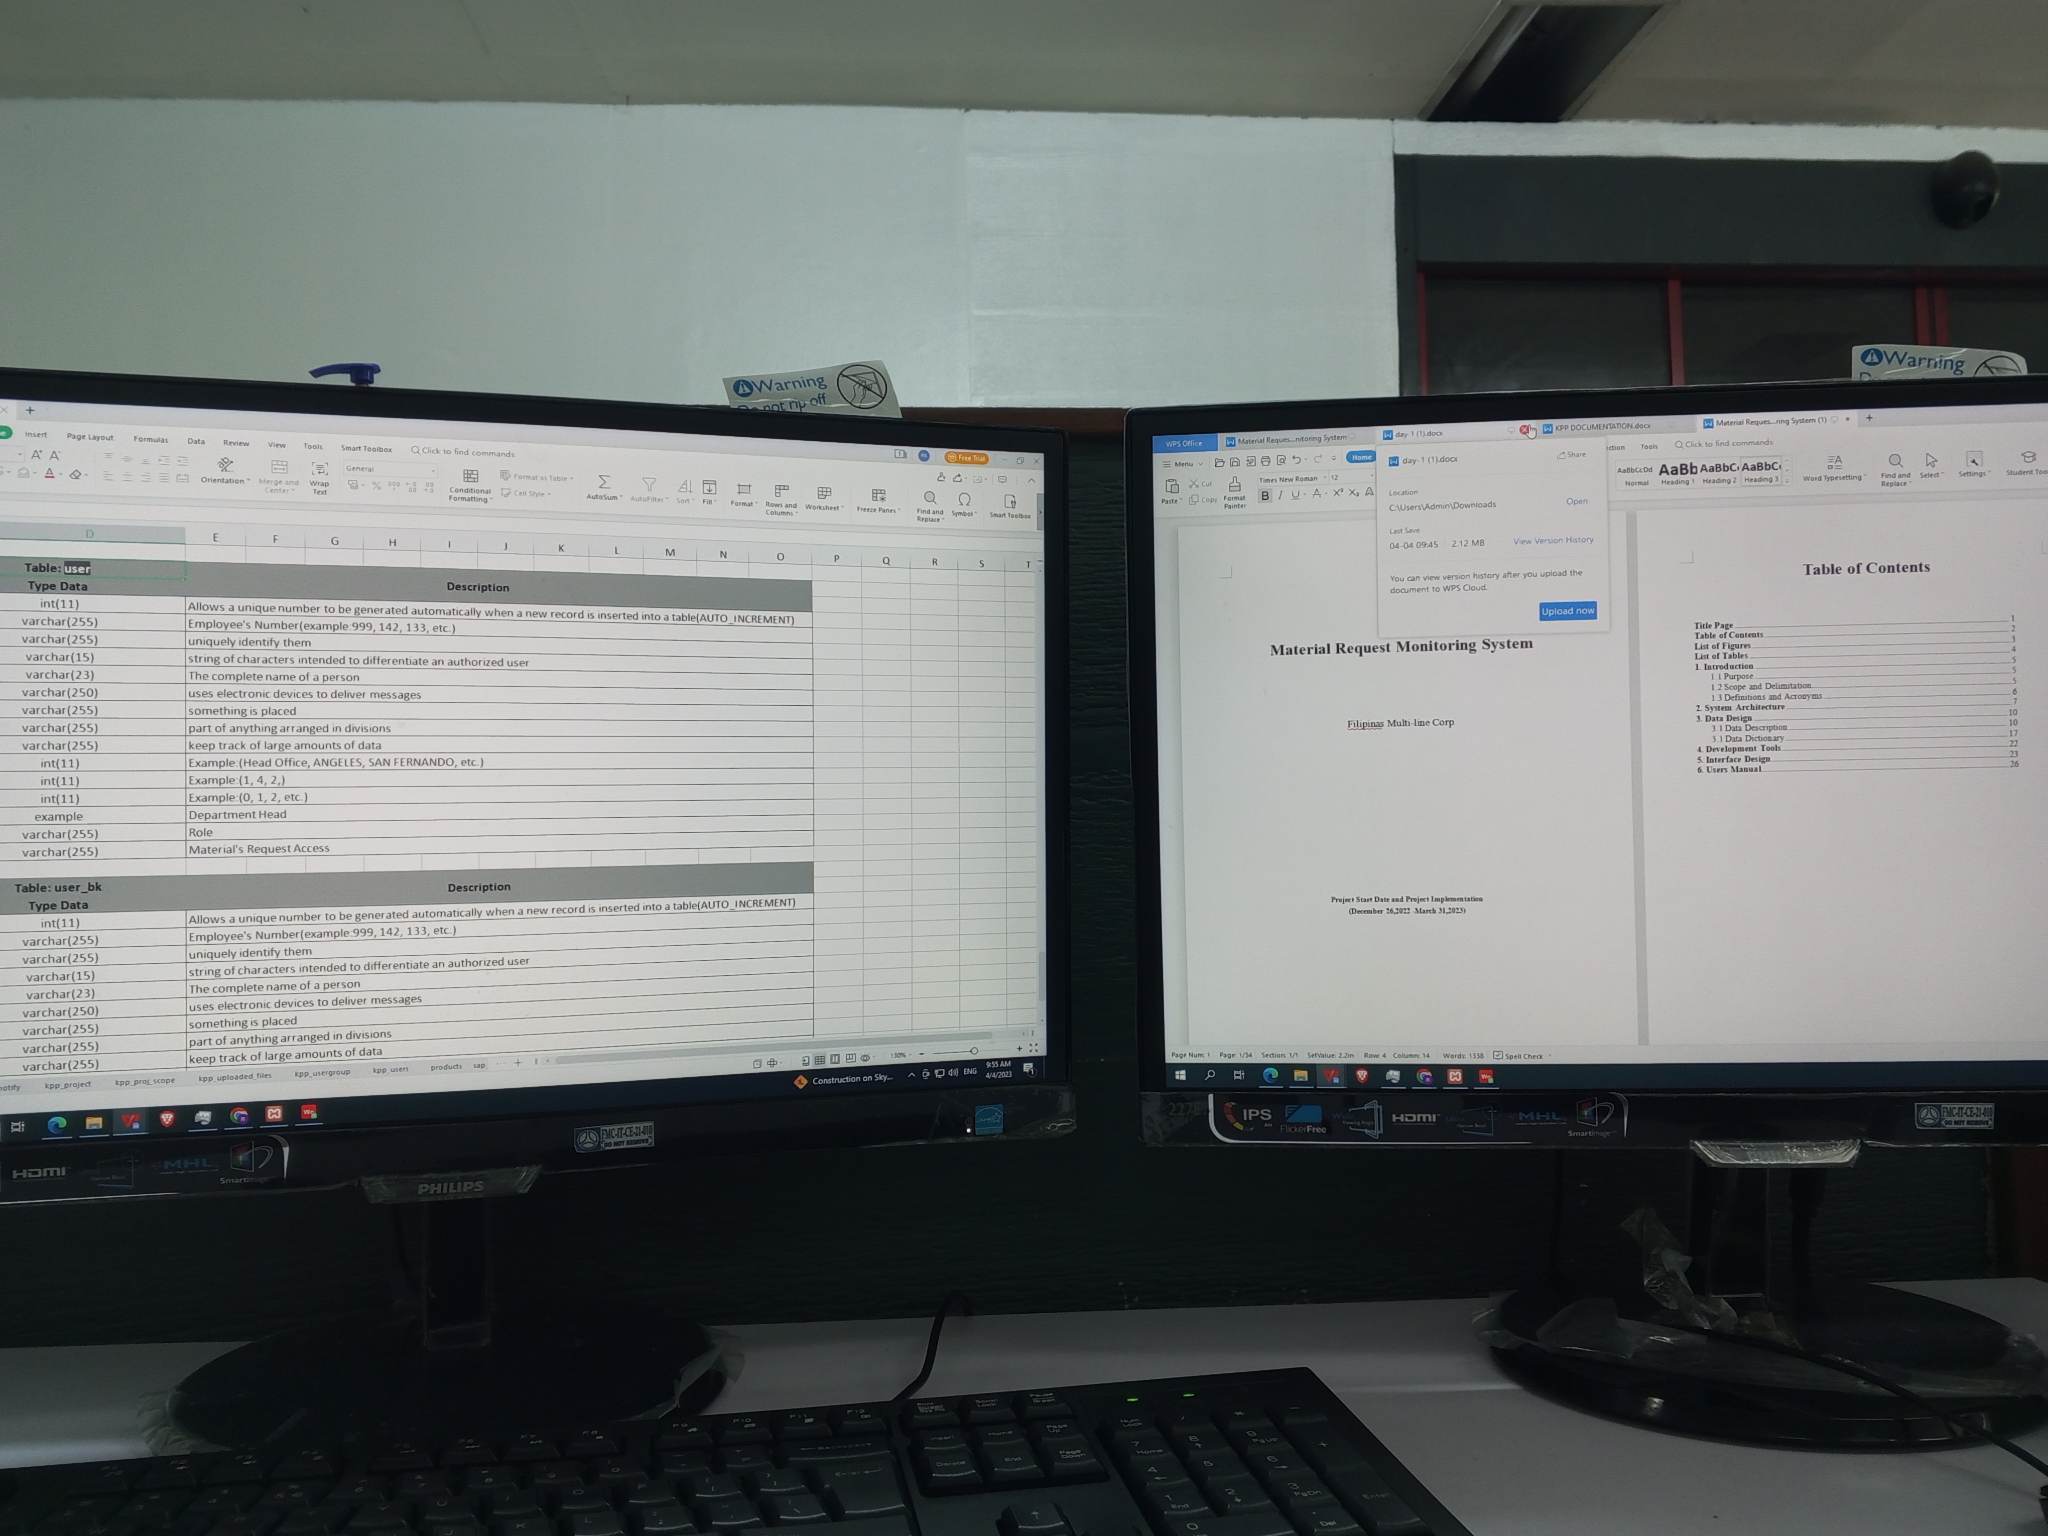 Warning
Do not rip off
Warning
Insert Page Layout Formulas Data Review View Tools Smart Toolbox Click to find commands Free Trial
General Format as Table
Orientation Merge and Center Wrap Text Conditional Formatting Cell Style AutoSum AutoFilter Sort Fill Format Rows and Columns Worksheet Freeze Panes Find and Replace Symbol Smart Toolbox
D E F G H I J K L M N O P Q R S T
Table: user
Type Data Description
int(11) Allows a unique number to be generated automatically when a new record is inserted into a table(AUTO_INCREMENT)
varchar(255) Employee's Number(example:999, 142, 133, etc.)
varchar(255) uniquely identify them
varchar(15) string of characters intended to differentiate an authorized user
varchar(23) The complete name of a person
varchar(250) uses electronic devices to deliver messages
varchar(255) something is placed
varchar(255) part of anything arranged in divisions
varchar(255) keep track of large amounts of data
int(11) Example:(Head Office, ANGELES, SAN FERNANDO, etc.)
int(11) Example:(1, 4, 2,)
int(11) Example:(0, 1, 2, etc.)
example Department Head
varchar(255) Role
varchar(255) Material's Request Access
Table: user_bk Description
Type Data
int(11) Allows a unique number to be generated automatically when a new record is inserted into a table(AUTO_INCREMENT)
varchar(255) Employee's Number(example:999, 142, 133, etc.)
varchar(255) uniquely identify them
varchar(15) string of characters intended to differentiate an authorized user
varchar(23) The complete name of a person
varchar(250) uses electronic devices to deliver messages
varchar(255) something is placed
varchar(255) part of anything arranged in divisions
varchar(255) keep track of large amounts of data
kpp_project kpp_proj_scope kpp_uploaded_files kpp_usergroup kpp_users products sap 130%
Construction on Sky... ENG 9:55 AM
4/4/2023
HDMI MHL SmartImage
FMC-IT-CE-21-010
DO NOT REMOVE
PHILIPS
WPS Office Material Reques...nitoring System day-1 (1).docx KPP DOCUMENTATION.docx Material Reques...ring System (1)
Menu Home Tools Click to find commands
day-1 (1).docx Share
Paste Cut Copy Format Painter Times New Roman 12
AaBbCcDd Normal AaBb Heading 1 AaBbC Heading 2 AaBbC Heading 3 Word Typesetting Find and Replace Select Settings Student Too
Location
C:\Users\Admin\Downloads Open
Last Save
04-04 09:45 2.12 MB View Version History
You can view version history after you upload the
document to WPS Cloud.
Upload now
Material Request Monitoring System
Filipinas Multi-line Corp
Project Start Date and Project Implementation
(December 26,2022 -March 31,2023)
Table of Contents
Title Page 1
Table of Contents 2
List of Figures 3
List of Tables 4
1. Introduction 5
1.1 Purpose 5
1.2 Scope and Delimitation 5
1.3 Definitions and Acronyms 6
2. System Architecture 7
3. Data Design 10
3.1 Data Description 10
3.1 Data Dictionary 17
4. Development Tools 22
5. Interface Design 23
6. Users Manual 26
Page Num: 1 Page: 1/34 Section: 1/1 SetValue: 2.2in Row: 4 Column: 14 Words: 1358 Spell Check
IPS FlickerFree HDMI MHL SmartImage
FMC-IT-CE-21-010
DO NOT REMOVE